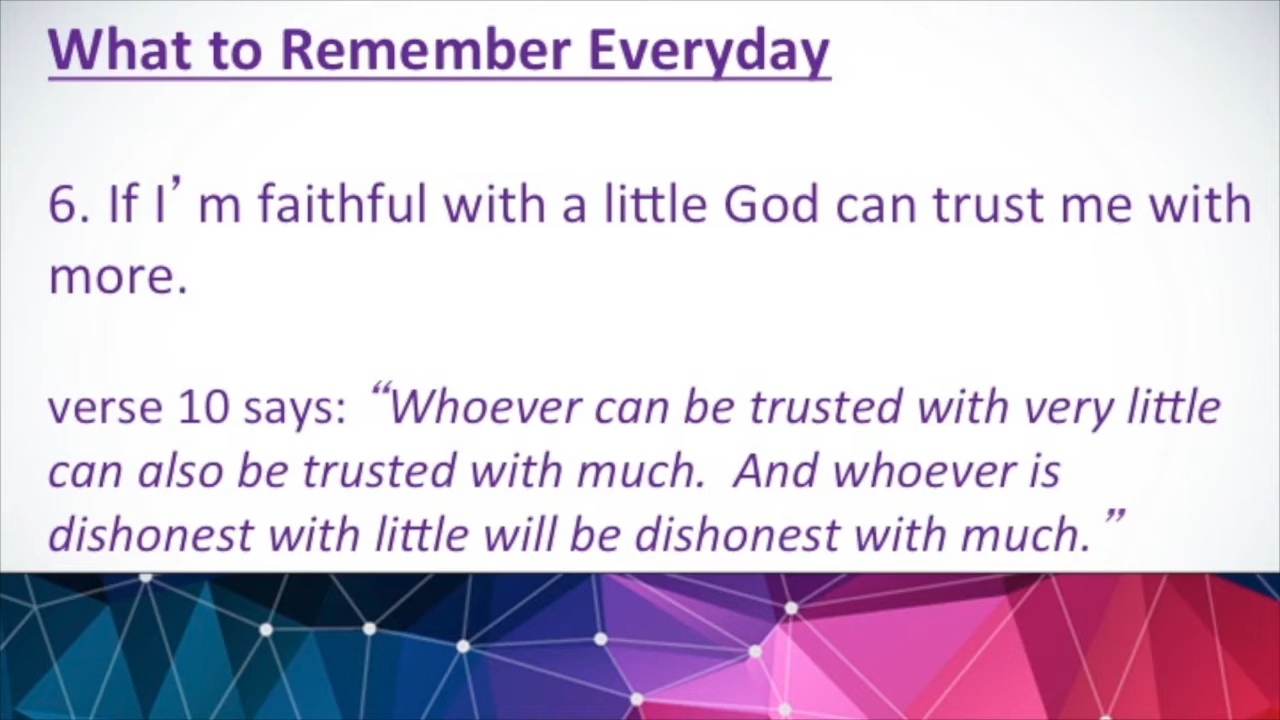 What to Remember Everyday
6. If I’ m faithful with a little God can trust me with
more.
verse 10 says: “Whoever can be trusted with very little
can also be trusted with much.  And whoever is
dishonest with little will be dishonest with much.”